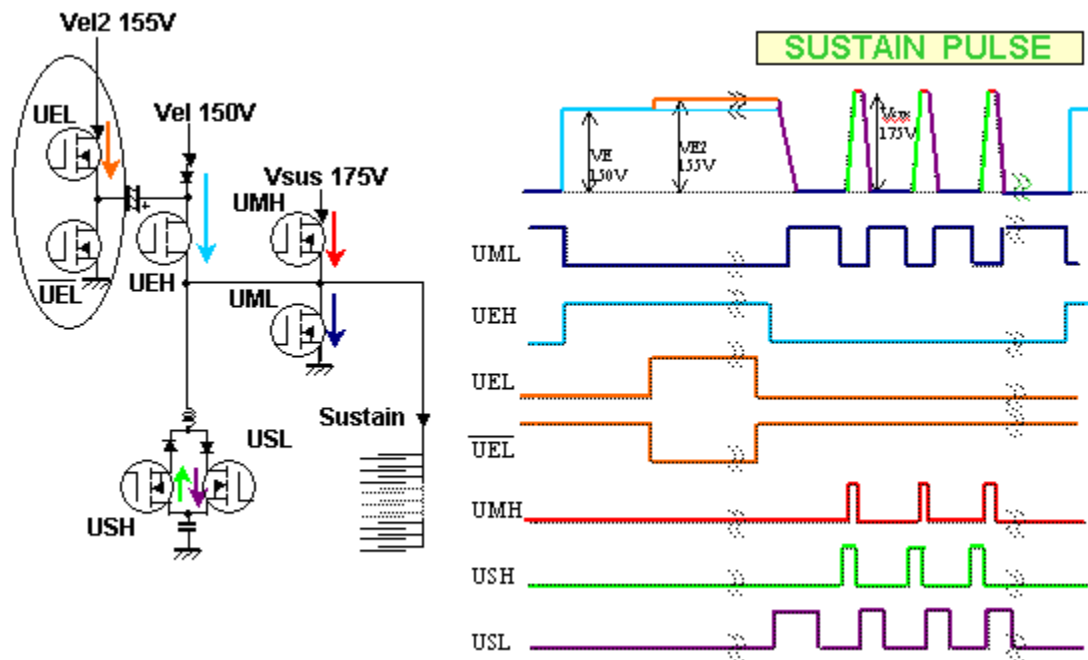 Vel2 155V
UEL
Vel 150V
Vsus 175V
UMH
UEL
UEH
UML
+
Sustain
USL
USH
SUSTAIN PULSE
VE
150V
VE2
155V
Vsus
175V
UML
UEH
UEL
UEL
UMH
USH
USL